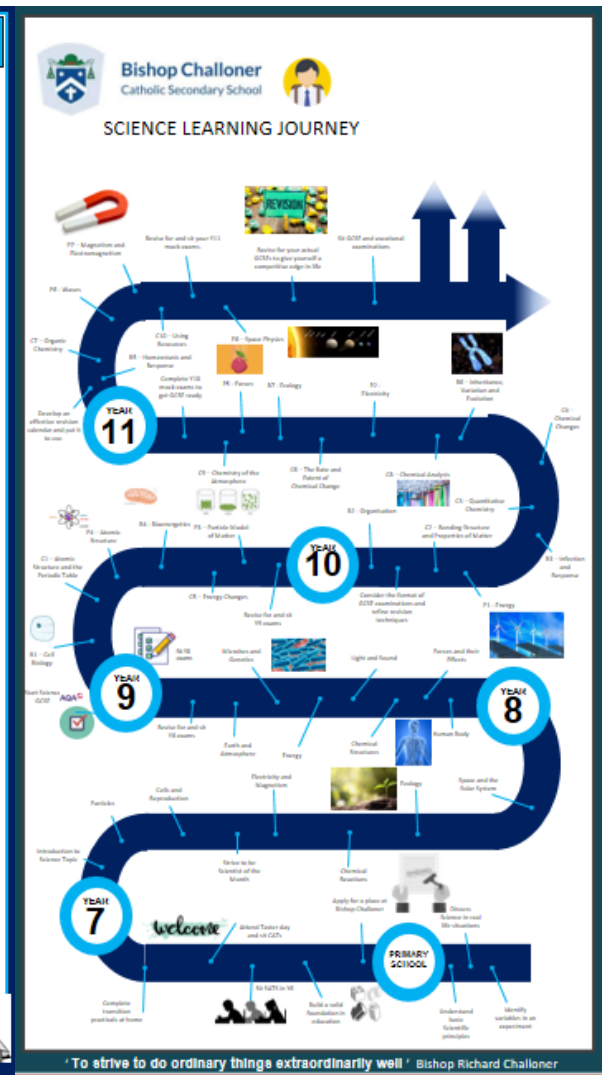 Bishop Challoner
Catholic Secondary School
SCIENCE LEARNING JOURNEY
P7 - Magnetism and
Electromagnetism
Revise for and sit your Y11
mock exams.
REVISION
Revise for your actual
GCSEs to give yourself a
competitive edge in life
Sit GCSE and vocational
examinations
P6 - Waves
C7 - Organic
Chemistry
C10 - Using
Resources
P8 - Space Physics
B5 - Homeostasis and
Response
Develop an
effective revision
calendar and put it
to use.
YEAR
11
Complete Y10
mock exams to
get GCSE ready
P5 - Forces
B7 - Ecology
P2 -
Electricity
B6 - Inheritance,
Variation and
Evolution
C4 -
Chemical
Changes
C9 - Chemistry of the
Atmosphere
C6 - The Rate and
Extent of
Chemical Change
C8 - Chemical Analysis
C3 - Quantitative
Chemistry
B3 - Infection
and
Response
P4 - Atomic
Structure
B4 - Bioenergetics
P3 - Particle Model
of Matter
B2 - Organisation
C2 - Bonding Structure
and Properties of Matter
YEAR
10
C1 - Atomic
Structure and the
Periodic Table
C5 - Energy Changes
Revise for and sit
Y9 exams
Consider the format of
GCSE examinations and
refine revision
techniques
P1 - Energy
B1 - Cell
Biology
Start Science
GCSE
AQA
YEAR
9
Sit Y8
exams
Microbes and
Genetics
Light and Sound
Forces and their
Effects
YEAR
8
Revise for and sit
Y8 exams
Earth and
Atmosphere
Energy
Chemical
Structures
Human Body
Particles
Cells and
Reproduction
Electricity and
Magnetism
Ecology
Space and the
Solar System
Introduction to
Science Topic
Strive to be
Scientist of the
Month
Chemical
Reactions
YEAR
7
welcome
Attend Taster day
and sit CATs
Apply for a place at
Bishop Challoner
PRIMARY
SCHOOL
Discuss
Science in real
life situations
Complete
transition
practicals at home
Sit SATs in Y6
Build a solid
foundation in
education
Understand
basic
Scientific
principles
Identify
variables in an
experiment
‘ To strive to do ordinary things extraordinarily well ’ Bishop Richard Challoner